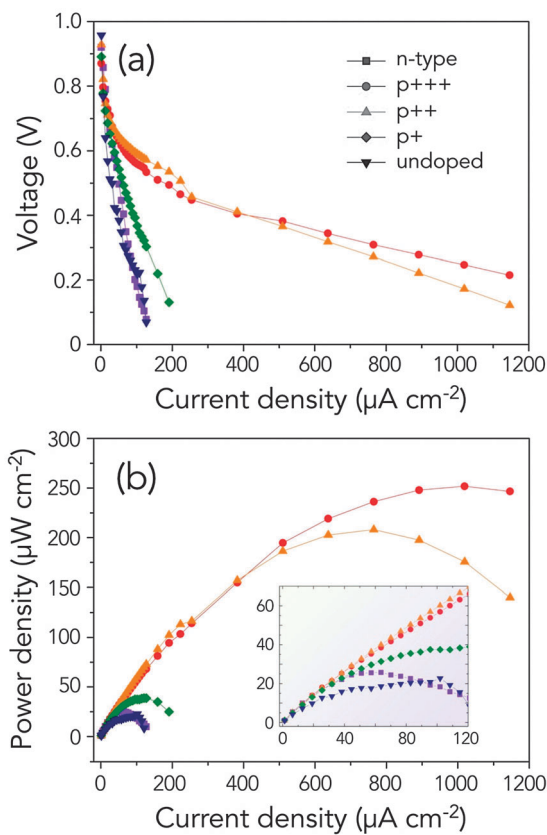 (a)
n-type
p+++
p++
p+
undoped
Voltage (V)
1.0
0.8
0.6
0.4
0.2
0
0 200 400 600 800 1000 1200
Current density (µA cm-2)
(b)
Power density (µW cm-2)
300
250
200
150
100
50
0
60
40
20
0
0 40 80 120
0 200 400 600 800 1000 1200
Current density (µA cm-2)